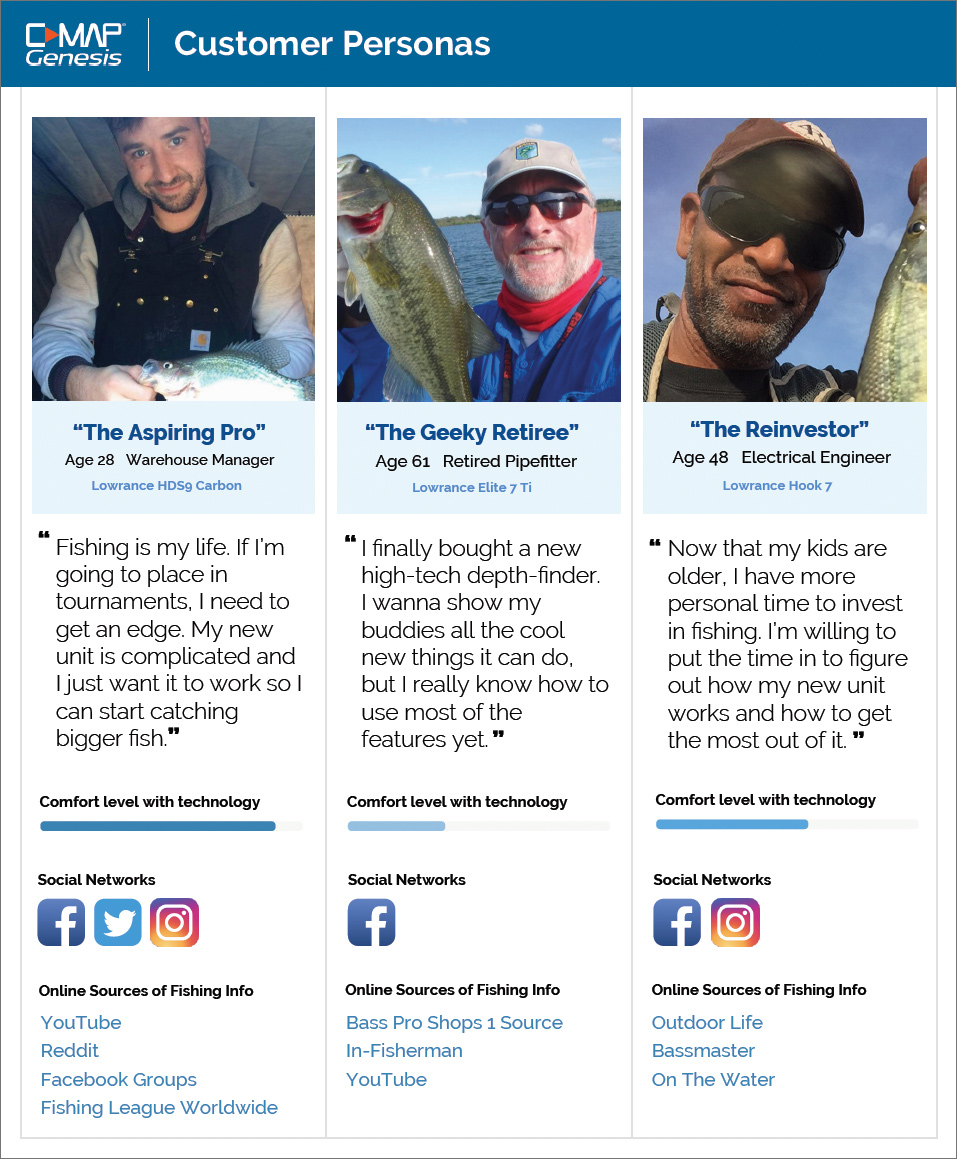 C-MAP Genesis
Customer Personas
“The Aspiring Pro”
Age 28 Warehouse Manager
Lowrance HDS9 Carbon
“Fishing is my life. If I'm
going to place in
tournaments, I need to
get an edge. My new
unit is complicated and
I just want it to work so I
can start catching
bigger fish.”
Comfort level with technology
Social Networks
Online Sources of Fishing Info
YouTube
Reddit
Facebook Groups
Fishing League Worldwide
“The Geeky Retiree”
Age 61 Retired Pipefitter
Lowrance Elite 7 Ti
“I finally bought a new
high-tech depth-finder.
I wanna show my
buddies all the cool
new things it can do,
but I really know how to
use most of the
features yet. ”
Comfort level with technology
Social Networks
Online Sources of Fishing Info
Bass Pro Shops 1 Source
In-Fisherman
YouTube
“The Reinvestor”
Age 48 Electrical Engineer
Lowrance Hook 7
“Now that my kids are
older, I have more
personal time to invest
in fishing. I'm willing to
put the time in to figure
out how my new unit
works and how to get
the most out of it. ”
Comfort level with technology
Social Networks
Online Sources of Fishing Info
Outdoor Life
Bassmaster
On The Water